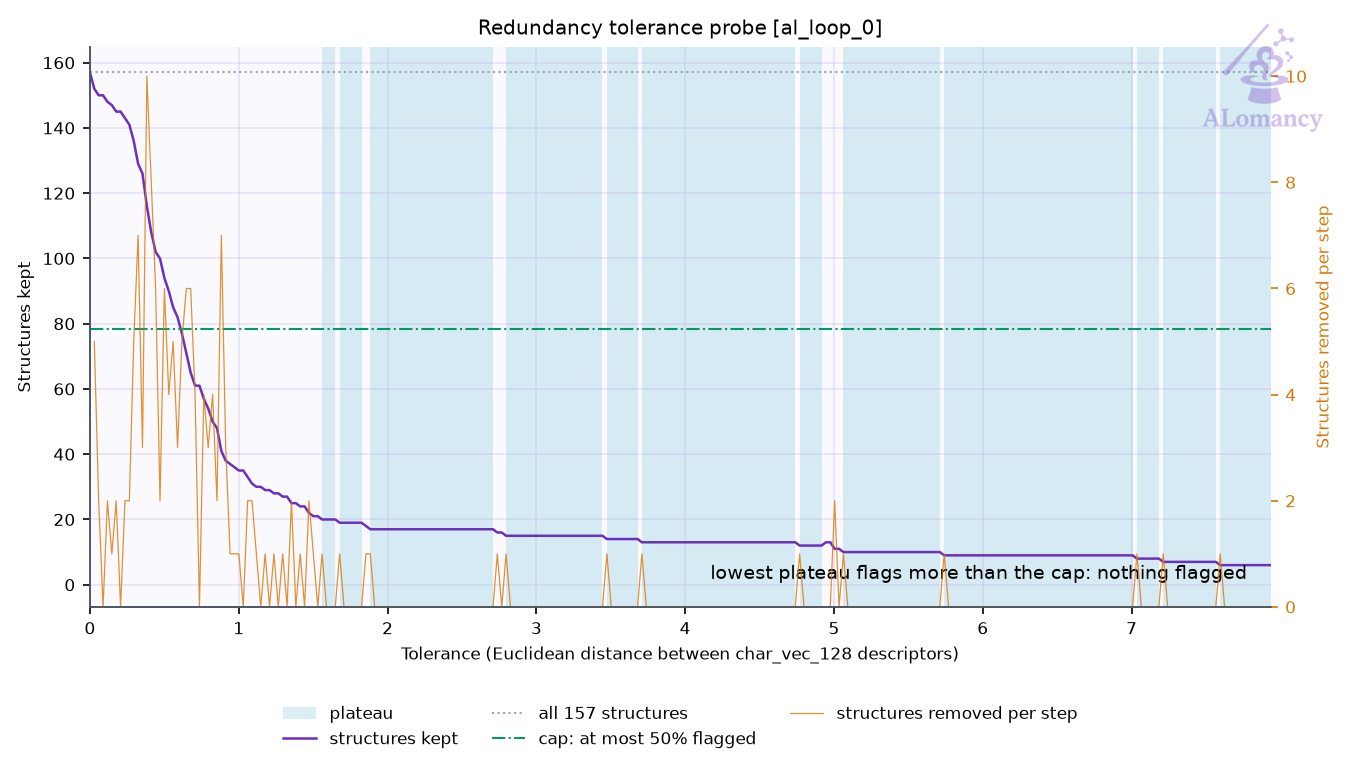 Redundancy tolerance probe [al_loop_0]
ALomancy
160
140
120
100
80
60
40
20
0
Structures kept
10
8
6
4
2
0
Structures removed per step
lowest plateau flags more than the cap: nothing flagged
0 1 2 3 4 5 6 7
Tolerance (Euclidean distance between char_vec_128 descriptors)
plateau
structures kept
all 157 structures
cap: at most 50% flagged
structures removed per step